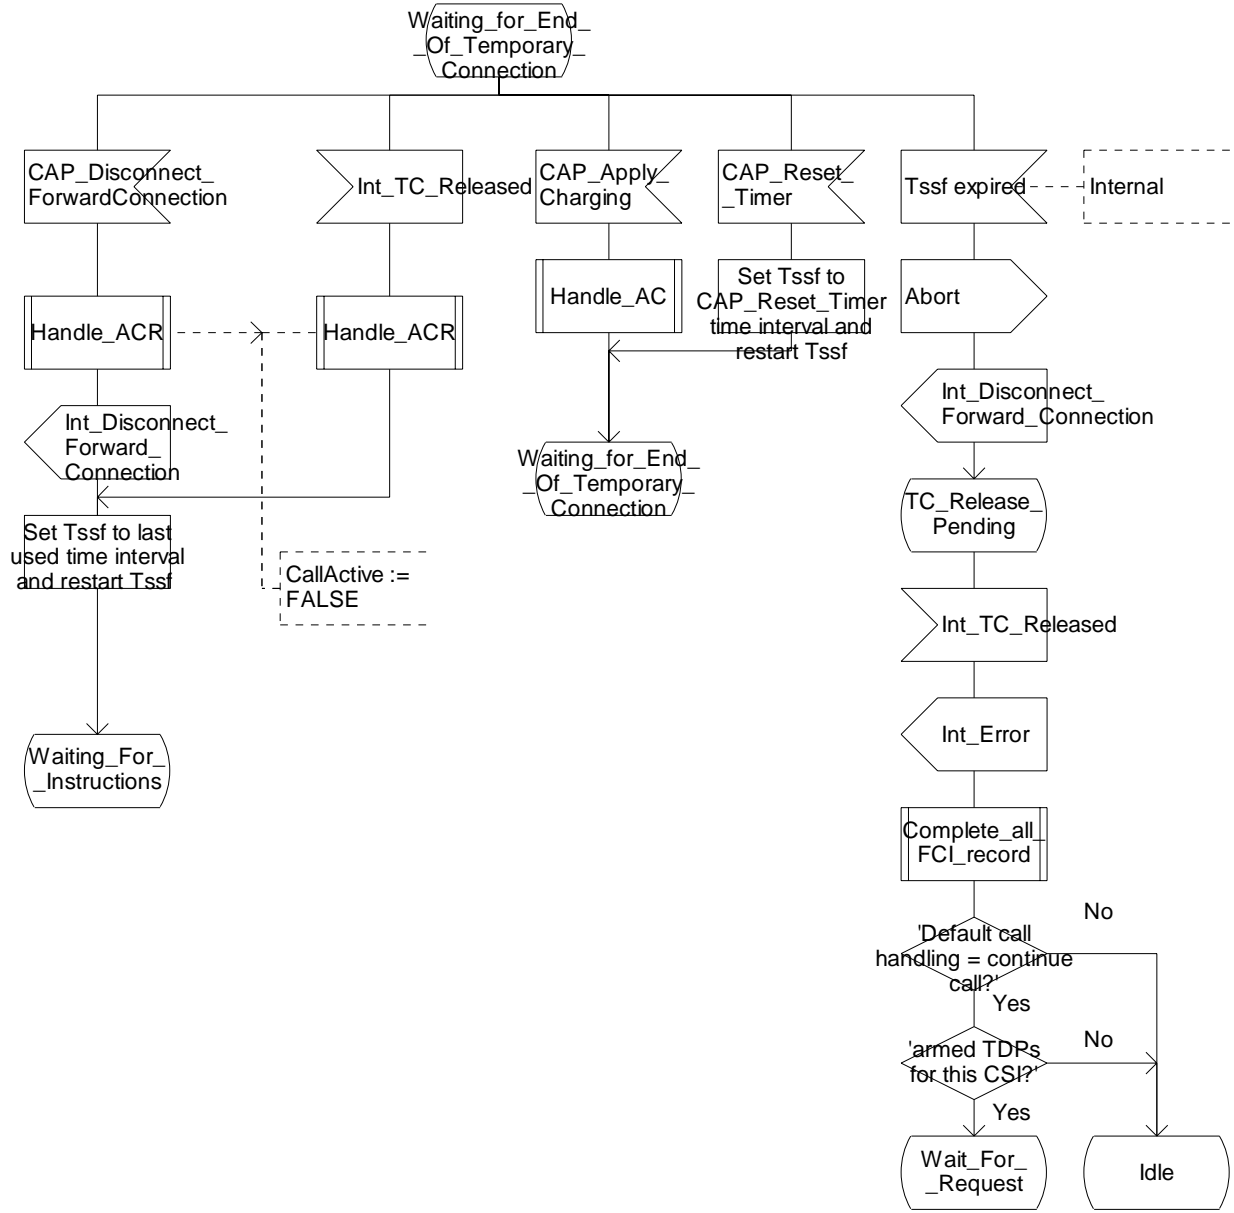 Waiting_for_End_
_Of_Temporary_
Connection
CAP_Disconnect_
ForwardConnection
Int_TC_Released
CAP_Apply_
Charging
CAP_Reset_
_Timer
Tssf expired
Internal
Handle_ACR
Handle_ACR
Handle_AC
Set Tssf to
CAP_Reset_Timer
time interval and
restart Tssf
Abort
Int_Disconnect_
Forward_
Connection
Int_Disconnect_
Forward_Connection
Waiting_for_End_
_Of_Temporary_
Connection
TC_Release_
Pending
Set Tssf to last
used time interval
and restart Tssf
CallActive :=
FALSE
Int_TC_Released
Waiting_For_
_Instructions
Int_Error
Complete_all_
FCI_record
'Default call
handling = continue
call?'
No
Yes
'armed TDPs
for this CSI?'
No
Yes
Wait_For_
_Request
Idle